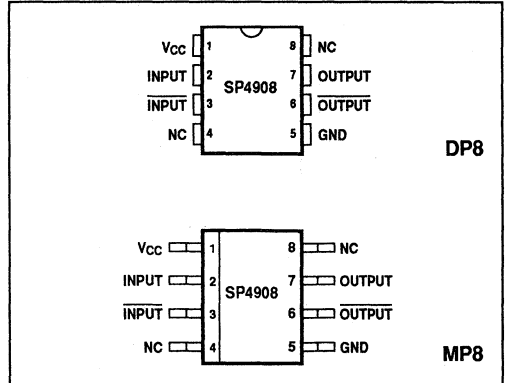 VCC 1 8 NC
INPUT 2 7 OUTPUT
SP4908
INPUT 3 6 OUTPUT
NC 4 5 GND
DP8
VCC 1 8 NC
INPUT 2 7 OUTPUT
SP4908
INPUT 3 6 OUTPUT
NC 4 5 GND
MP8